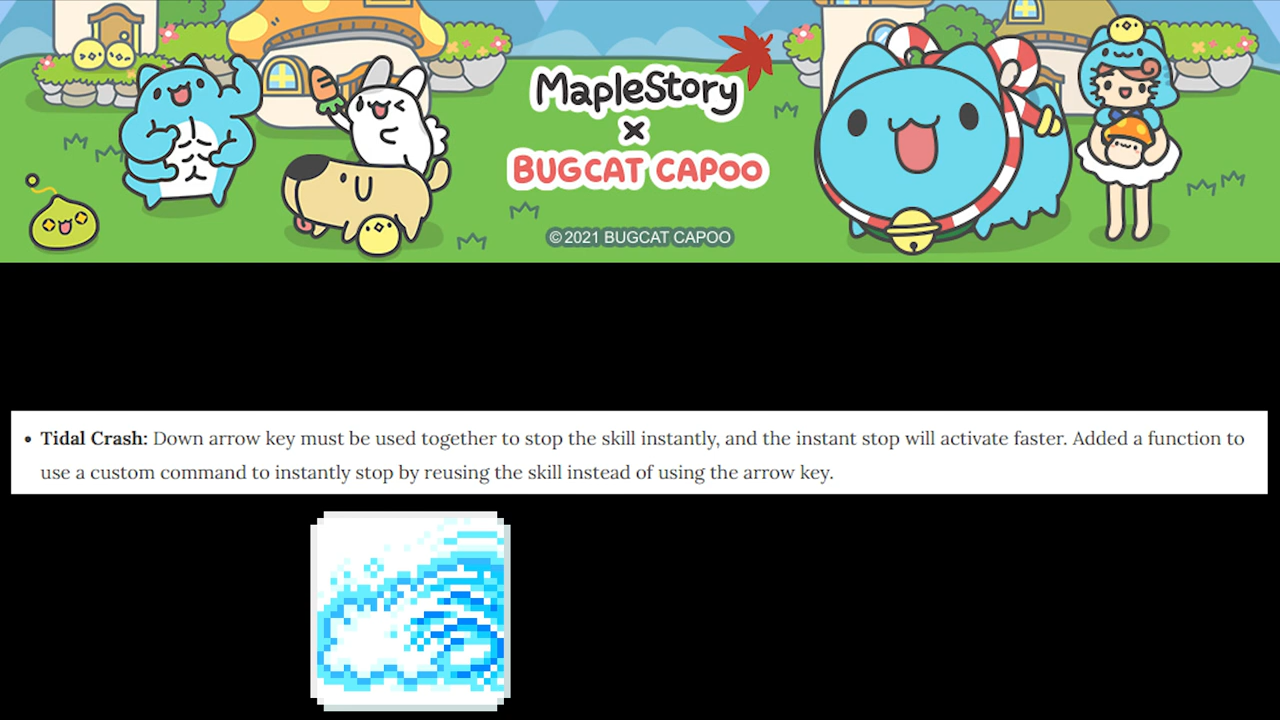 MapleStory
×
BUGCAT CAPOO
©2021 BUGCAT CAPOO
• Tidal Crash: Down arrow key must be used together to stop the skill instantly, and the instant stop will activate faster. Added a function to
use a custom command to instantly stop by reusing the skill instead of using the arrow key.